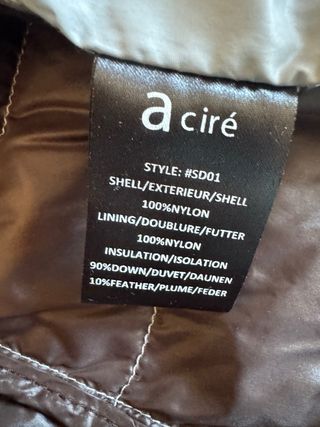 a ciré
STYLE: #SD01
SHELL/EXTERIEUR/SHELL
100%NYLON
LINING/DOUBLURE/FUTTER
100%NYLON
INSULATION/ISOLATION
90%DOWN/DUVET/DAUNEN
10%FEATHER/PLUME/FEDER